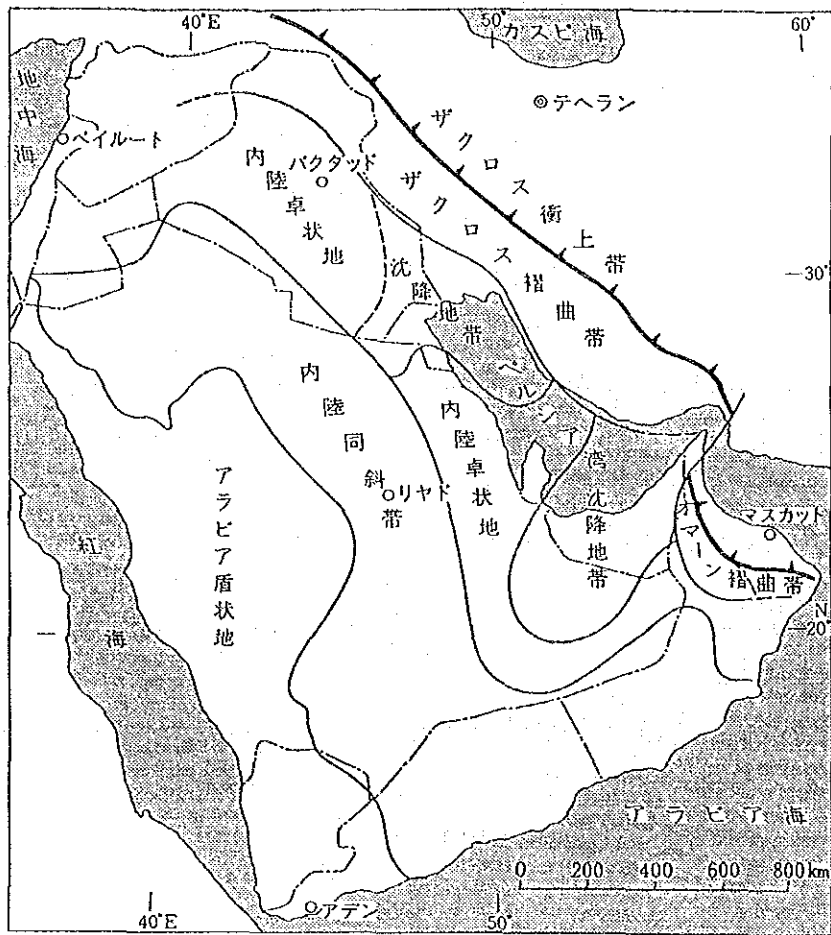 40°E
50°
60°
カスピ海
地中海
ベイルート
テヘラン
バクタッド
内陸卓状地
ザクロス衝上帯
ザクロス褶曲帯
30°
沈降地帯
ペルシア湾沈降地帯
内陸同斜帯
内陸卓状地
リヤド
アラビア盾状地
紅海
マスカット
オマーン褶曲帯
N
20°
アラビア海
0 200 400 600 800km
アデン
40°E
50°